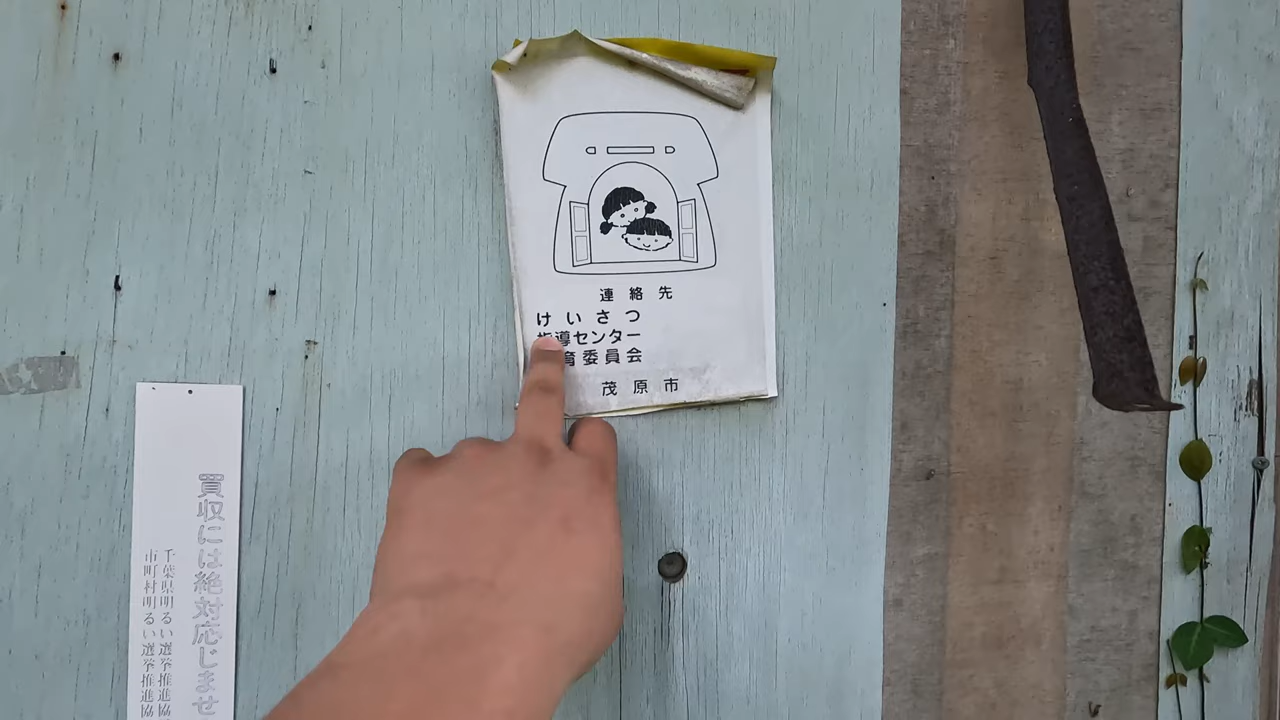 連絡先
けいさつ
指導センター
育委員会
茂原市
買収には絶対応じませ
千葉県明るい選挙推進協
市町村明るい選挙推進協